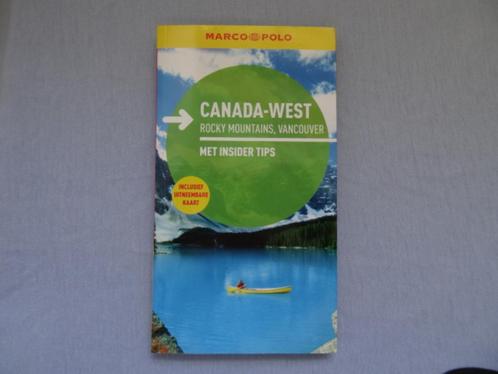 MARCO POLO
CANADA-WEST
ROCKY MOUNTAINS, VANCOUVER
MET INSIDER TIPS
INCLUSIEF
UITNEEMBARE
KAART